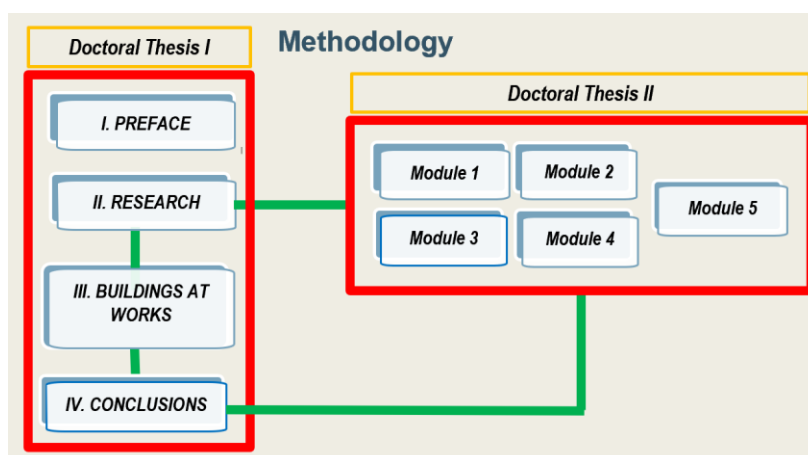 Doctoral Thesis I
Methodology
Doctoral Thesis II
I. PREFACE
II. RESEARCH
III. BUILDINGS AT
WORKS
IV. CONCLUSIONS
Module 1
Module 2
Module 3
Module 4
Module 5